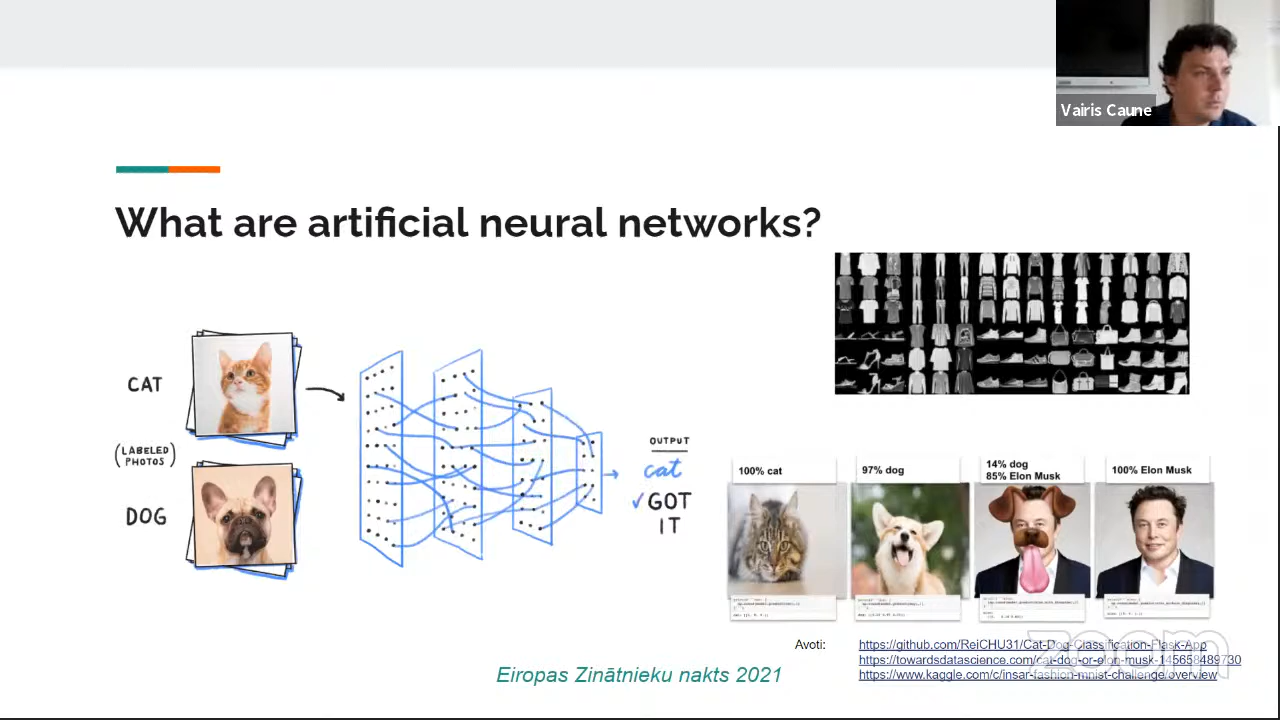 Vairis Caune
What are artificial neural networks?
CAT
(LABELED
PHOTOS)
DOG
OUTPUT
cat
✓GOT
IT
100% cat
97% dog
14% dog
85% Elon Musk
100% Elon Musk
Avoti:
https://github.com/ReiCHU31/Cat-Dog-Classification-Flask-App
https://towardsdatascience.com/cat-dog-or-elon-musk-145658489730
https://www.kaggle.com/c/insar-fashion-mnist-challenge/overview
zoom
Eiropas Zinātnieku nakts 2021